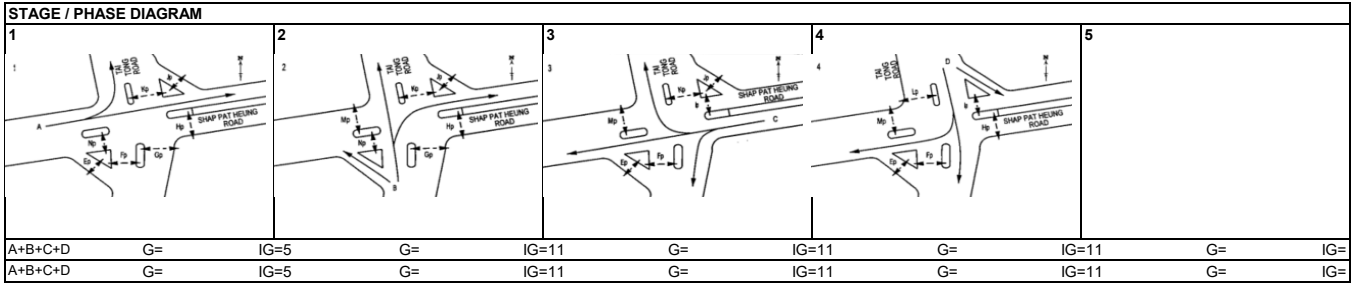 STAGE / PHASE DIAGRAM
1
TAI
TONG
ROAD
N
Jp
Kp
SHAP PAT HEUNG
ROAD
Hp
A
Np
Ep
Fp
Gp
2
2
TAI
TONG
ROAD
N
Jp
Kp
Mp
SHAP PAT HEUNG
ROAD
Hp
Np
Gp
B
3
3
TAI
TONG
ROAD
N
Jp
Kp
SHAP PAT HEUNG
ROAD
Mp
C
Ep
Fp
4
4
TAI
TONG
ROAD
D
N
Lp
SHAP PAT HEUNG
ROAD
Hp
Mp
Ep
Fp
5
A+B+C+D G= IG=5 G= IG=11 G= IG=11 G= IG=11 G= IG=
A+B+C+D G= IG=5 G= IG=11 G= IG=11 G= IG=11 G= IG=